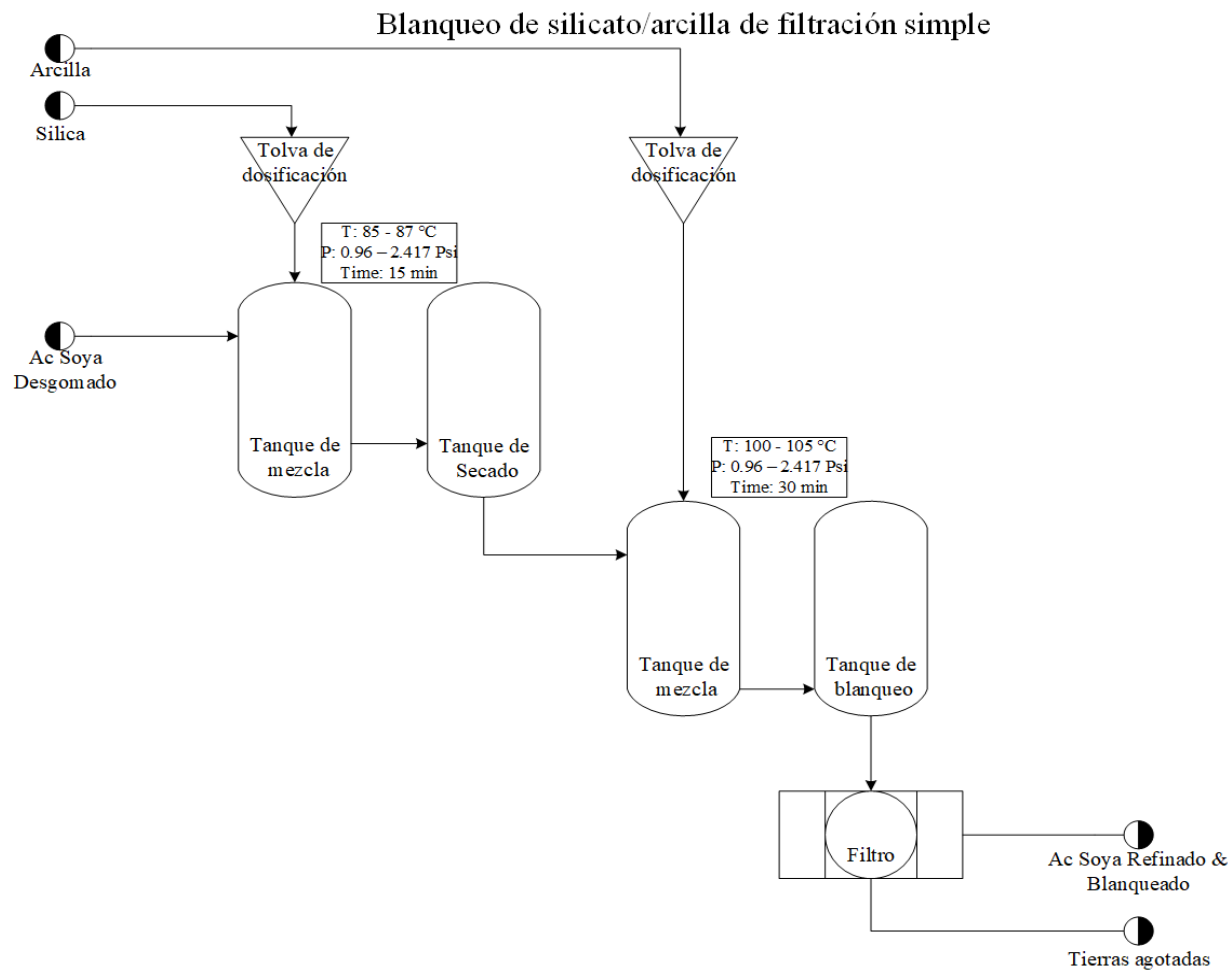 Blanqueo de silicato/arcilla de filtración simple
Arcilla
Silica
Tolva de
dosificación
Tolva de
dosificación
T: 85 - 87 °C
P: 0.96 – 2.417 Psi
Time: 15 min
Ac Soya
Desgomado
Tanque de
mezcla
Tanque de
Secado
T: 100 - 105 °C
P: 0.96 – 2.417 Psi
Time: 30 min
Tanque de
mezcla
Tanque de
blanqueo
Filtro
Ac Soya Refinado &
Blanqueado
Tierras agotadas